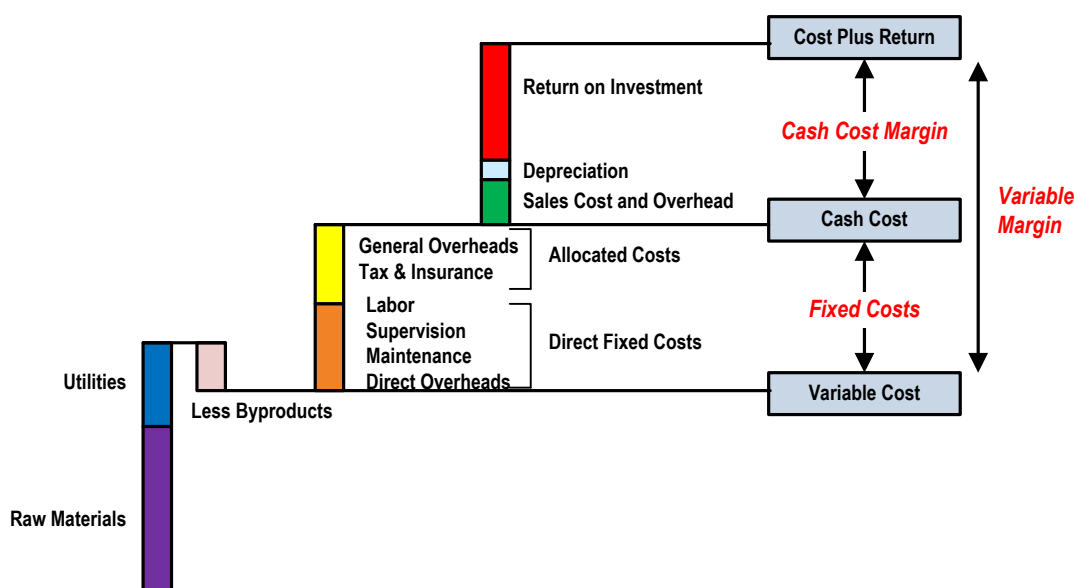 Cost Plus Return
Return on Investment
Cash Cost Margin
Depreciation
Sales Cost and Overhead
Variable
Margin
Cash Cost
General Overheads
Tax & Insurance
Allocated Costs
Labor
Supervision
Maintenance
Direct Overheads
Direct Fixed Costs
Fixed Costs
Utilities
Less Byproducts
Variable Cost
Raw Materials